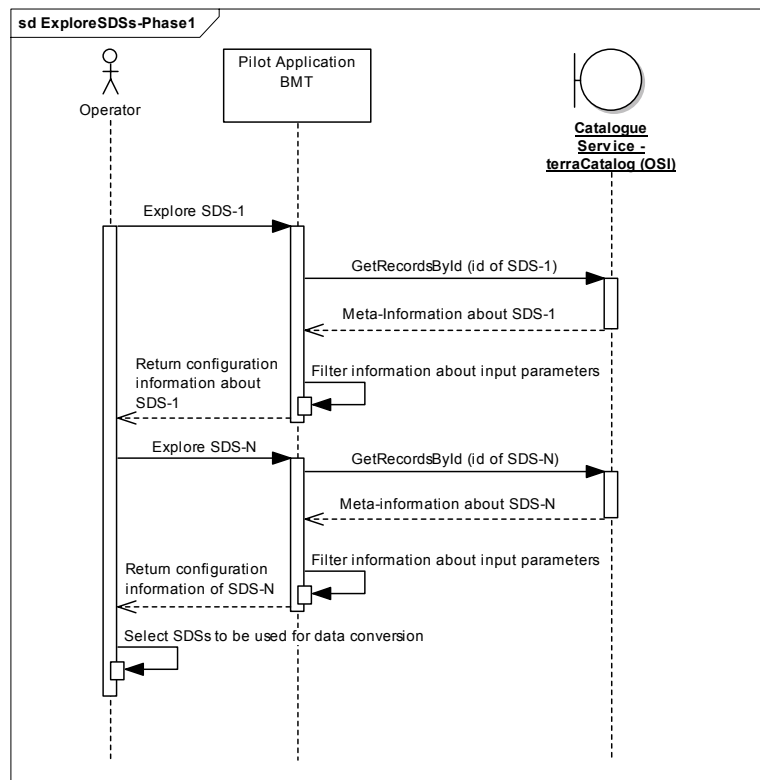 sd ExploreSDSs-Phase1
Operator
Pilot Application
BMT
Catalogue
Service -
terraCatalog (OSI)
Explore SDS-1
GetRecordsById (id of SDS-1)
Meta-Information about SDS-1
Filter information about input parameters
Return configuration
information about
SDS-1
Explore SDS-N
GetRecordsById (id of SDS-N)
Meta-information about SDS-N
Filter information about input parameters
Return configuration
information of SDS-N
Select SDSs to be used for data conversion